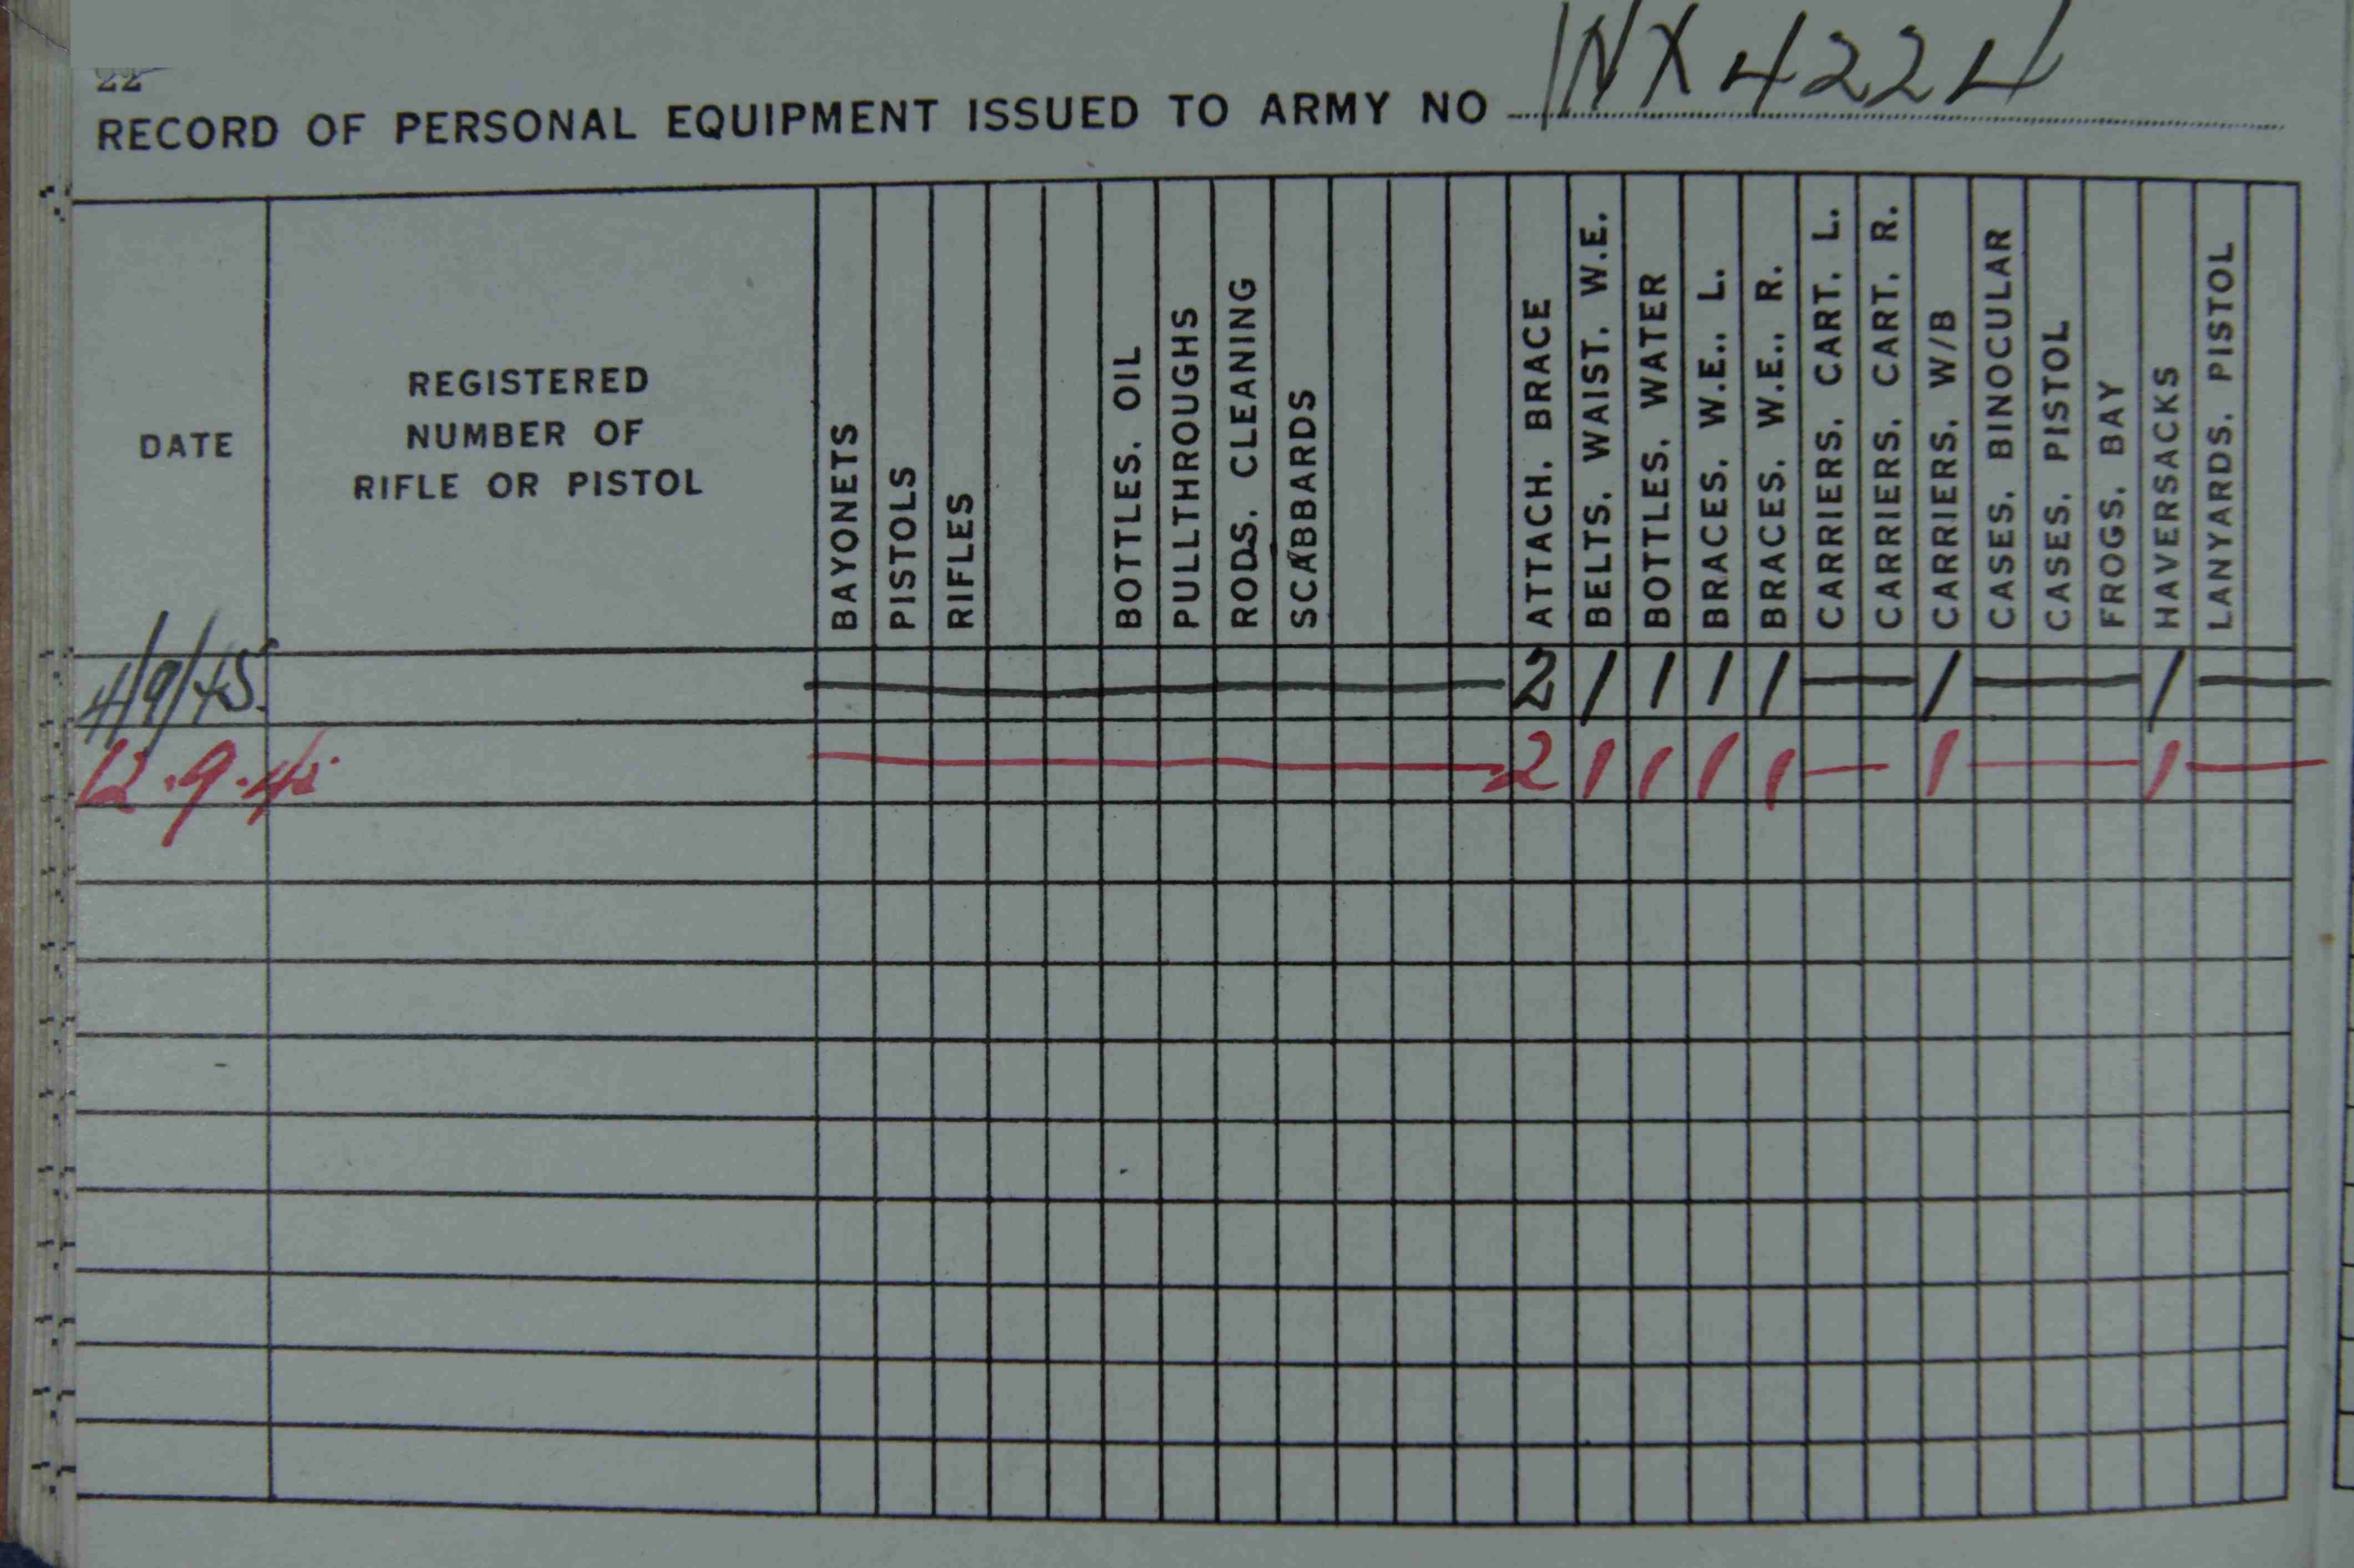 22
RECORD OF PERSONAL EQUIPMENT ISSUED TO ARMY NO WX4224
DATE
REGISTERED
NUMBER OF
RIFLE OR PISTOL
BAYONETS
PISTOLS
RIFLES
BOTTLES. OIL
PULLTHROUGHS
RODS. CLEANING
SCABBARDS
ATTACH. BRACE
BELTS. WAIST. W.E.
BOTTLES. WATER
BRACES. W.E.. L.
BRACES. W.E.. R.
CARRIERS. CART. L.
CARRIERS. CART. R.
CARRIERS. W/B
CASES. BINOCULAR
CASES. PISTOL
FROGS. BAY
HAVERSACKS
LANYARDS. PISTOL
4/9/45 — 2 1 1 1 1 — 1 — 1 —
12.9.45 — 2 1 1 1 1 — 1 — 1 —